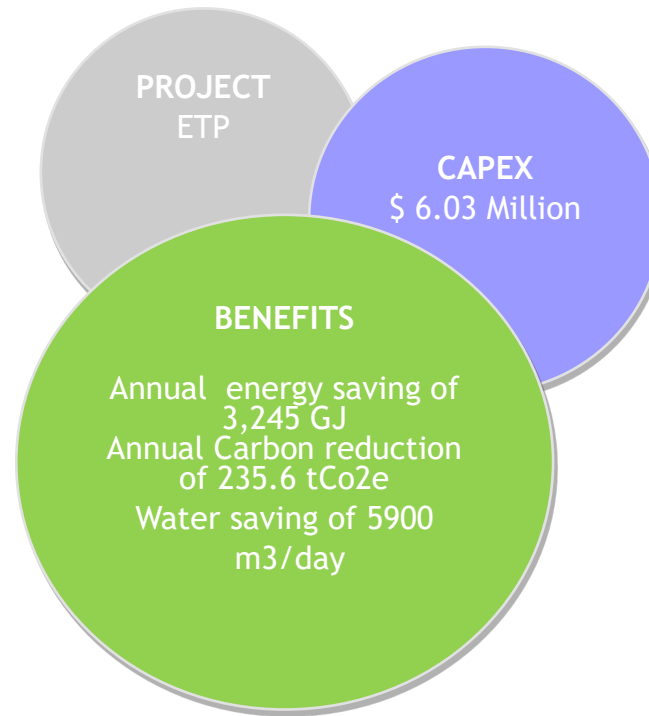 PROJECT
ETP
CAPEX
$ 6.03 Million
BENEFITS
Annual  energy saving of
3,245 GJ
Annual Carbon reduction
of 235.6 tCo2e
Water saving of 5900
m3/day